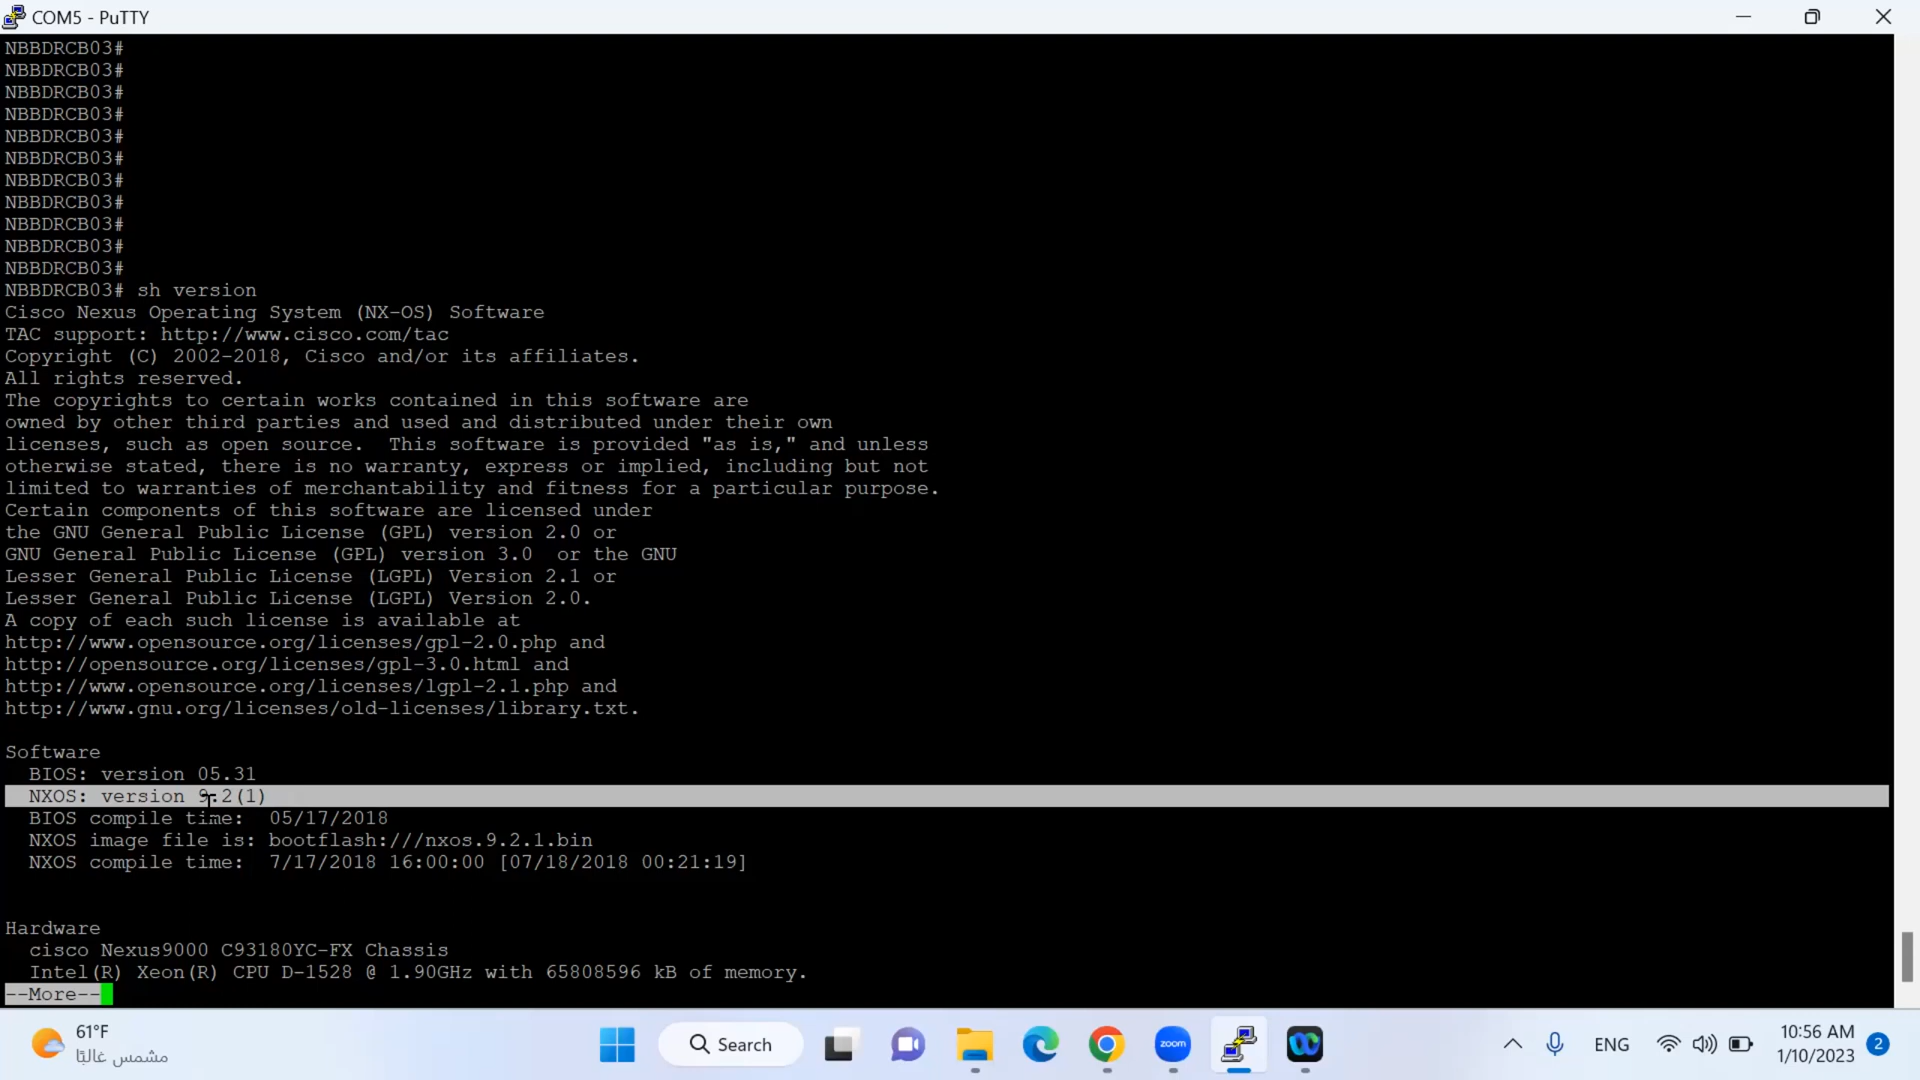 COM5 - PuTTY
NBBDRCB03#
NBBDRCB03#
NBBDRCB03#
NBBDRCB03#
NBBDRCB03#
NBBDRCB03#
NBBDRCB03#
NBBDRCB03#
NBBDRCB03#
NBBDRCB03#
NBBDRCB03#
NBBDRCB03# sh version
Cisco Nexus Operating System (NX-OS) Software
TAC support: http://www.cisco.com/tac
Copyright (C) 2002-2018, Cisco and/or its affiliates.
All rights reserved.
The copyrights to certain works contained in this software are
owned by other third parties and used and distributed under their own
licenses, such as open source.  This software is provided "as is," and unless
otherwise stated, there is no warranty, express or implied, including but not
limited to warranties of merchantability and fitness for a particular purpose.
Certain components of this software are licensed under
the GNU General Public License (GPL) version 2.0 or
GNU General Public License (GPL) version 3.0  or the GNU
Lesser General Public License (LGPL) Version 2.1 or
Lesser General Public License (LGPL) Version 2.0.
A copy of each such license is available at
http://www.opensource.org/licenses/gpl-2.0.php and
http://opensource.org/licenses/gpl-3.0.html and
http://www.opensource.org/licenses/lgpl-2.1.php and
http://www.gnu.org/licenses/old-licenses/library.txt.
Software
BIOS: version 05.31
NXOS: version 9.2(1)
BIOS compile time:  05/17/2018
NXOS image file is: bootflash:///nxos.9.2.1.bin
NXOS compile time:  7/17/2018 16:00:00 [07/18/2018 00:21:19]
Hardware
cisco Nexus9000 C93180YC-FX Chassis
Intel(R) Xeon(R) CPU D-1528 @ 1.90GHz with 65808596 kB of memory.
--More--
61°F
مشمس غالبًا
Search
zoom
ENG
10:56 AM
1/10/2023
2